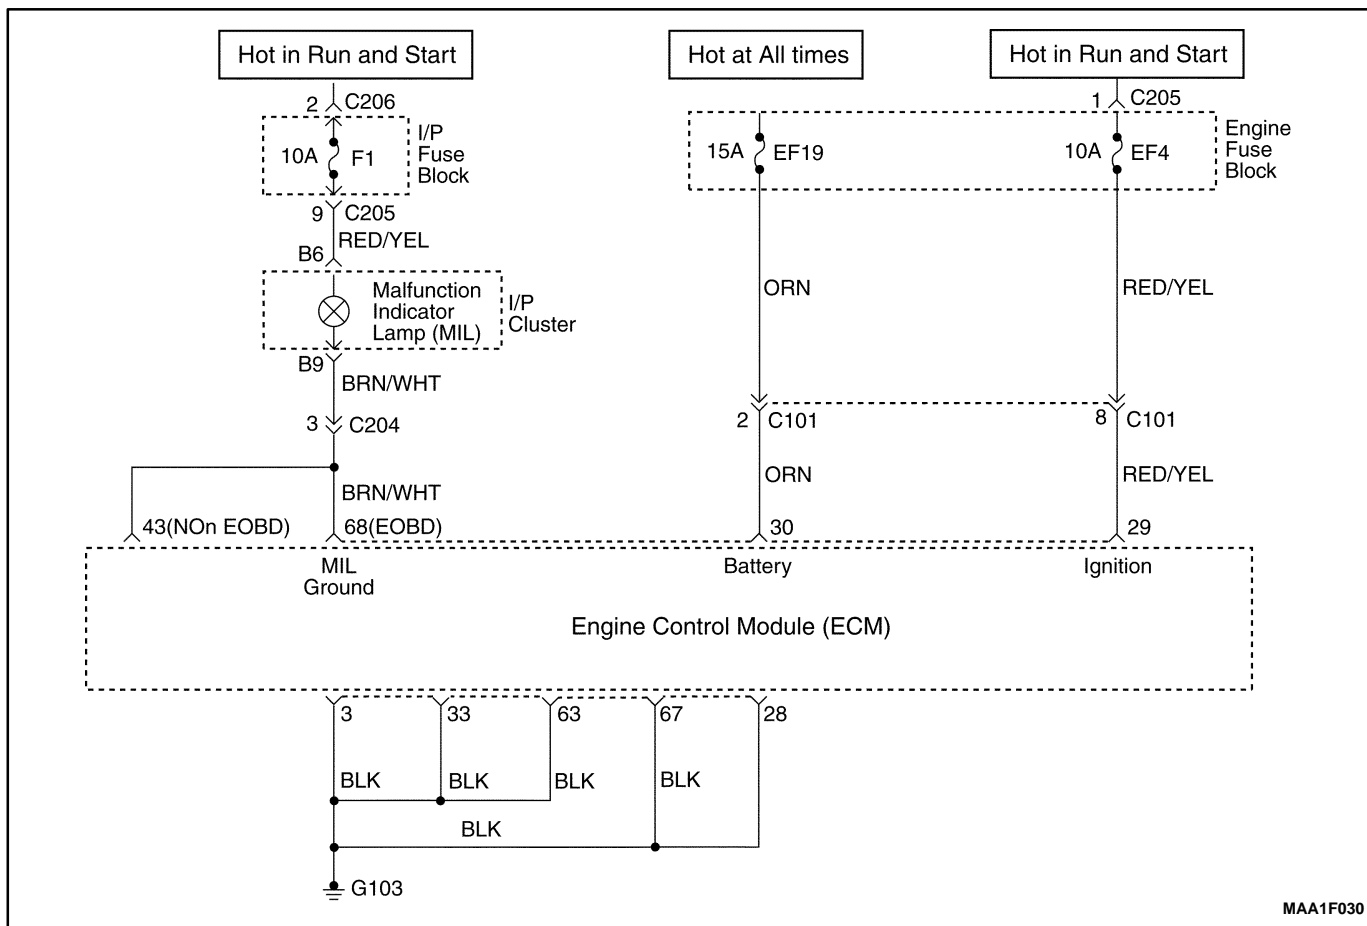 Hot in Run and Start
Hot at All times
Hot in Run and Start
2 C206
1 C205
10A F1
I/P
Fuse
Block
15A EF19
10A EF4
Engine
Fuse
Block
9 C205
RED/YEL
B6
Malfunction
Indicator
Lamp (MIL)
I/P
Cluster
ORN
RED/YEL
B9
BRN/WHT
3 C204
2 C101
8 C101
BRN/WHT
ORN
RED/YEL
43(NOn EOBD)
68(EOBD)
30
29
MIL
Ground
Battery
Ignition
Engine Control Module (ECM)
3
33
63
67
28
BLK
BLK
BLK
BLK
BLK
G103
MAA1F030